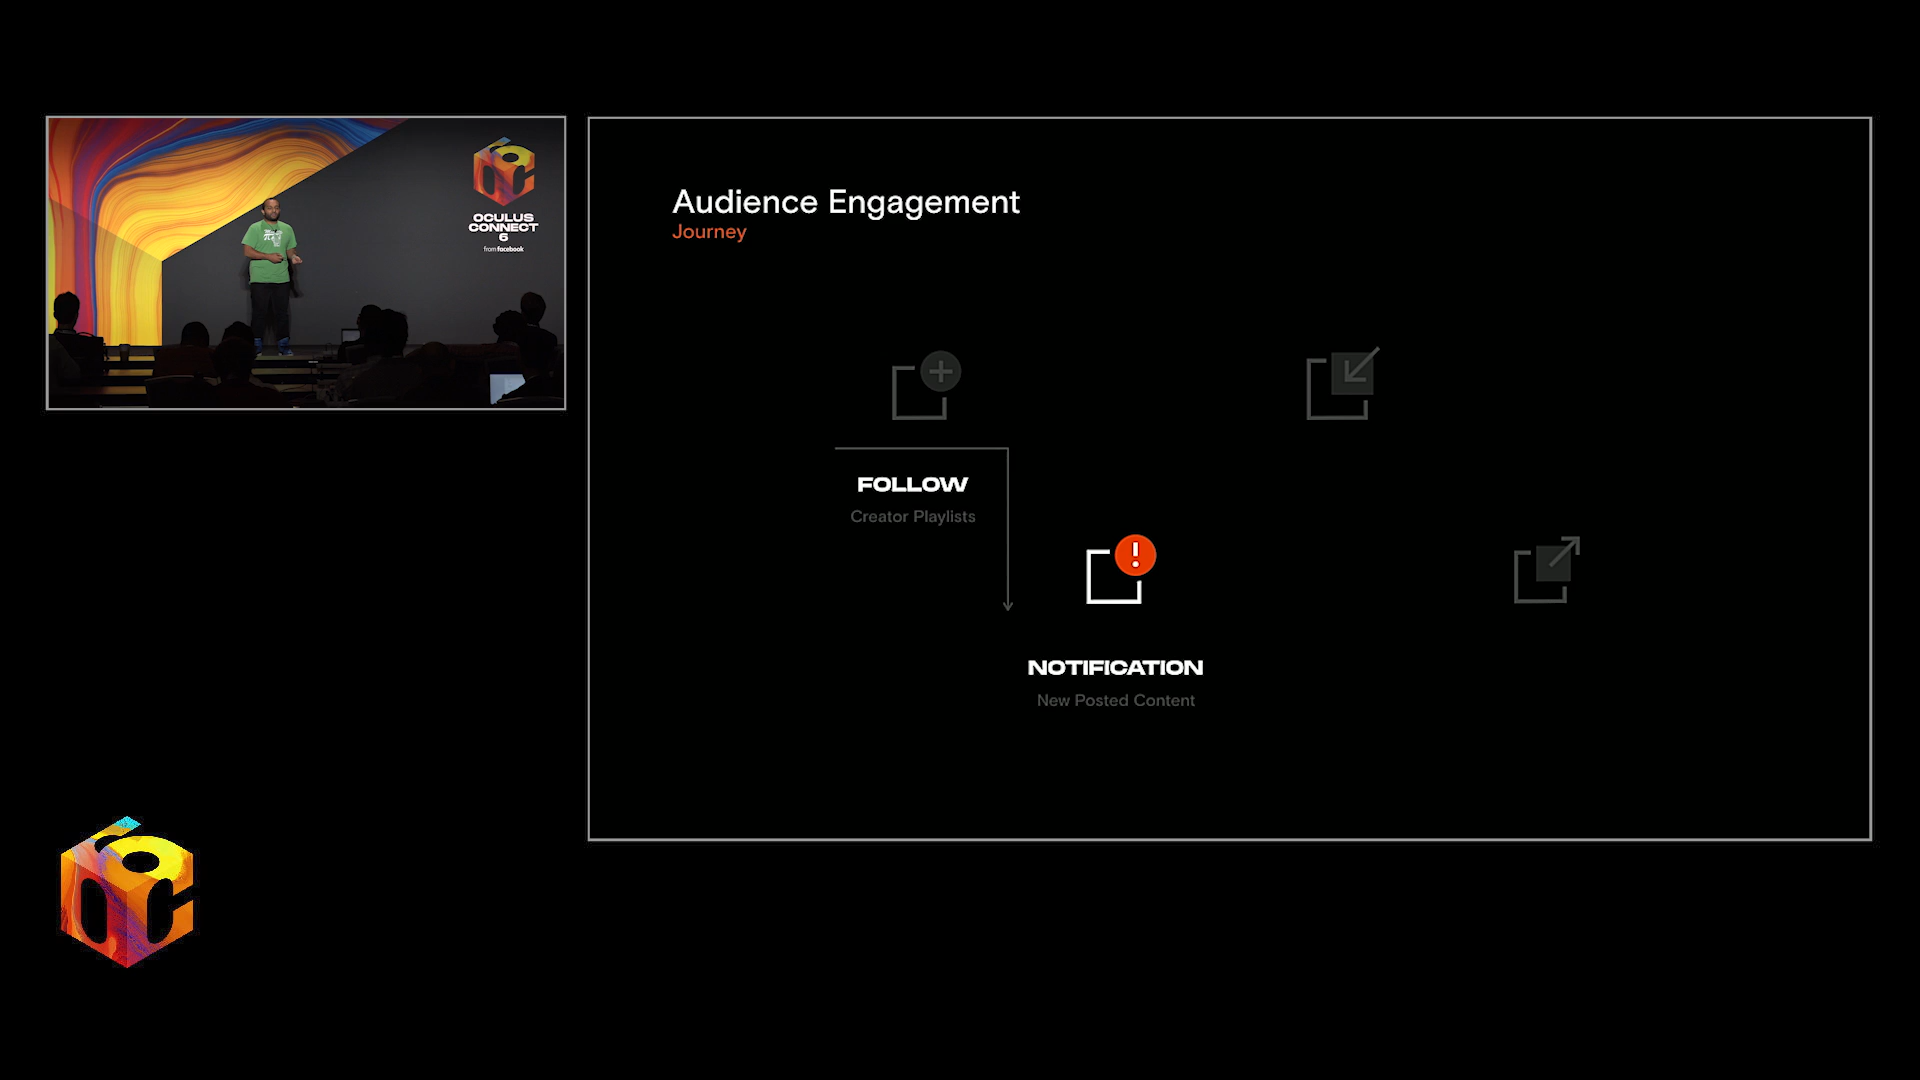 OCULUS
CONNECT
6
from facebook
Audience Engagement
Journey
FOLLOW
Creator Playlists
NOTIFICATION
New Posted Content